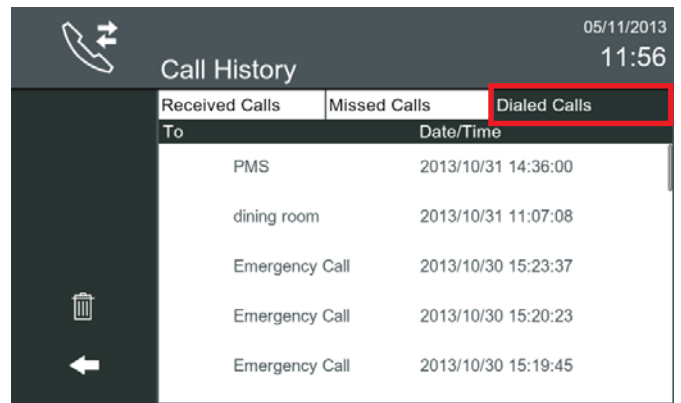 05/11/2013
Call History 11:56
Received Calls Missed Calls Dialed Calls
To Date/Time
PMS 2013/10/31 14:36:00
dining room 2013/10/31 11:07:08
Emergency Call 2013/10/30 15:23:37
Emergency Call 2013/10/30 15:20:23
Emergency Call 2013/10/30 15:19:45